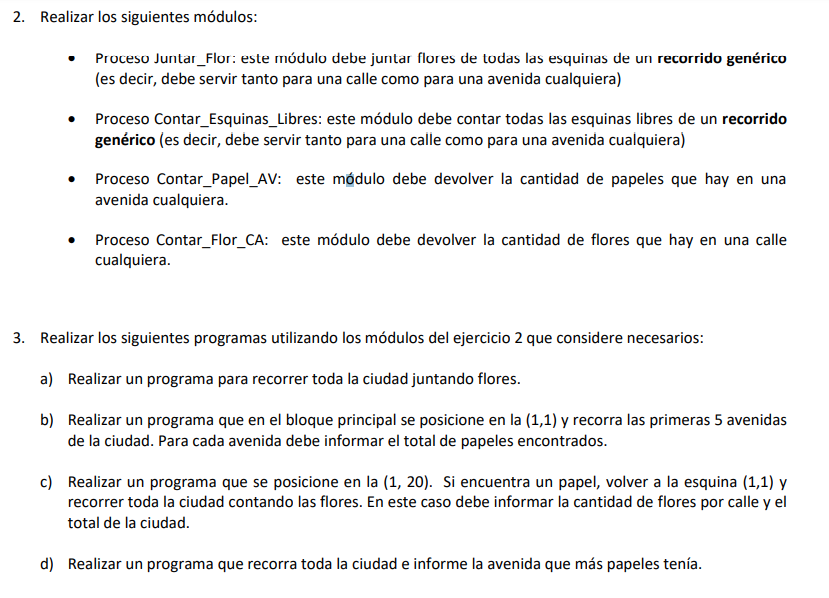 2. Realizar los siguientes módulos:
• Proceso Juntar_Flor: este módulo debe juntar flores de todas las esquinas de un recorrido genérico
(es decir, debe servir tanto para una calle como para una avenida cualquiera)
• Proceso Contar_Esquinas_Libres: este módulo debe contar todas las esquinas libres de un recorrido
genérico (es decir, debe servir tanto para una calle como para una avenida cualquiera)
• Proceso Contar_Papel_AV: este módulo debe devolver la cantidad de papeles que hay en una
avenida cualquiera.
• Proceso Contar_Flor_CA: este módulo debe devolver la cantidad de flores que hay en una calle
cualquiera.
3. Realizar los siguientes programas utilizando los módulos del ejercicio 2 que considere necesarios:
a) Realizar un programa para recorrer toda la ciudad juntando flores.
b) Realizar un programa que en el bloque principal se posicione en la (1,1) y recorra las primeras 5 avenidas
de la ciudad. Para cada avenida debe informar el total de papeles encontrados.
c) Realizar un programa que se posicione en la (1, 20). Si encuentra un papel, volver a la esquina (1,1) y
recorrer toda la ciudad contando las flores. En este caso debe informar la cantidad de flores por calle y el
total de la ciudad.
d) Realizar un programa que recorra toda la ciudad e informe la avenida que más papeles tenía.